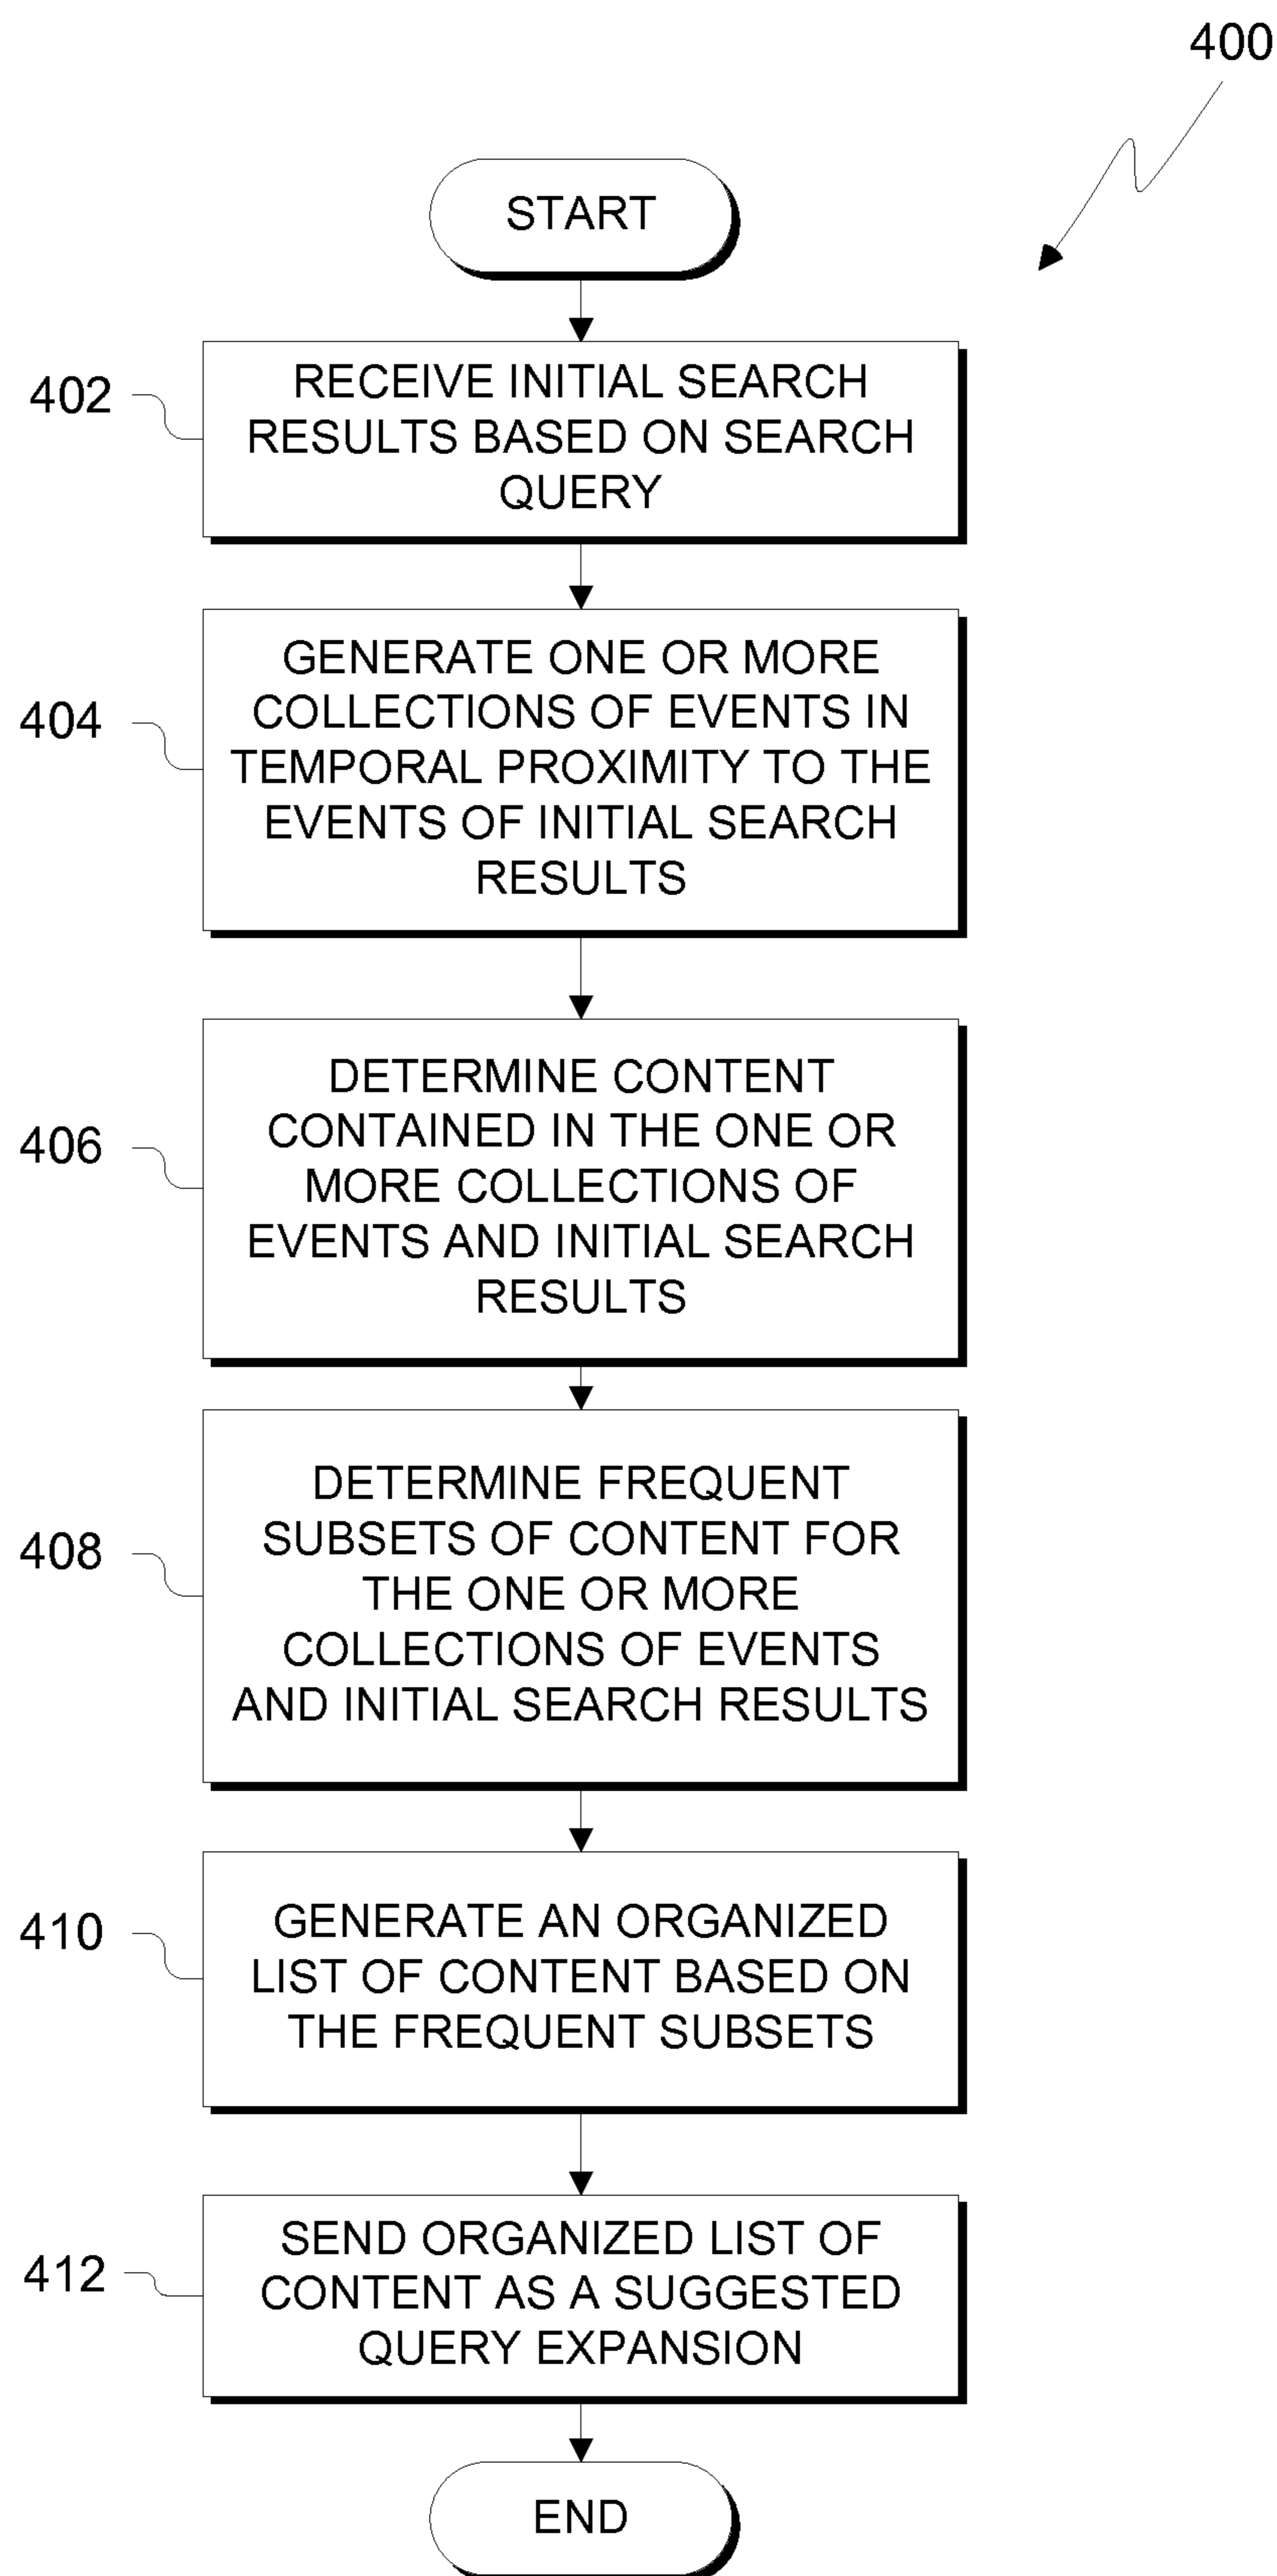 400
START
402
RECEIVE INITIAL SEARCH
RESULTS BASED ON SEARCH
QUERY
404
GENERATE ONE OR MORE
COLLECTIONS OF EVENTS IN
TEMPORAL PROXIMITY TO THE
EVENTS OF INITIAL SEARCH
RESULTS
406
DETERMINE CONTENT
CONTAINED IN THE ONE OR
MORE COLLECTIONS OF
EVENTS AND INITIAL SEARCH
RESULTS
408
DETERMINE FREQUENT
SUBSETS OF CONTENT FOR
THE ONE OR MORE
COLLECTIONS OF EVENTS
AND INITIAL SEARCH RESULTS
410
GENERATE AN ORGANIZED
LIST OF CONTENT BASED ON
THE FREQUENT SUBSETS
412
SEND ORGANIZED LIST OF
CONTENT AS A SUGGESTED
QUERY EXPANSION
END